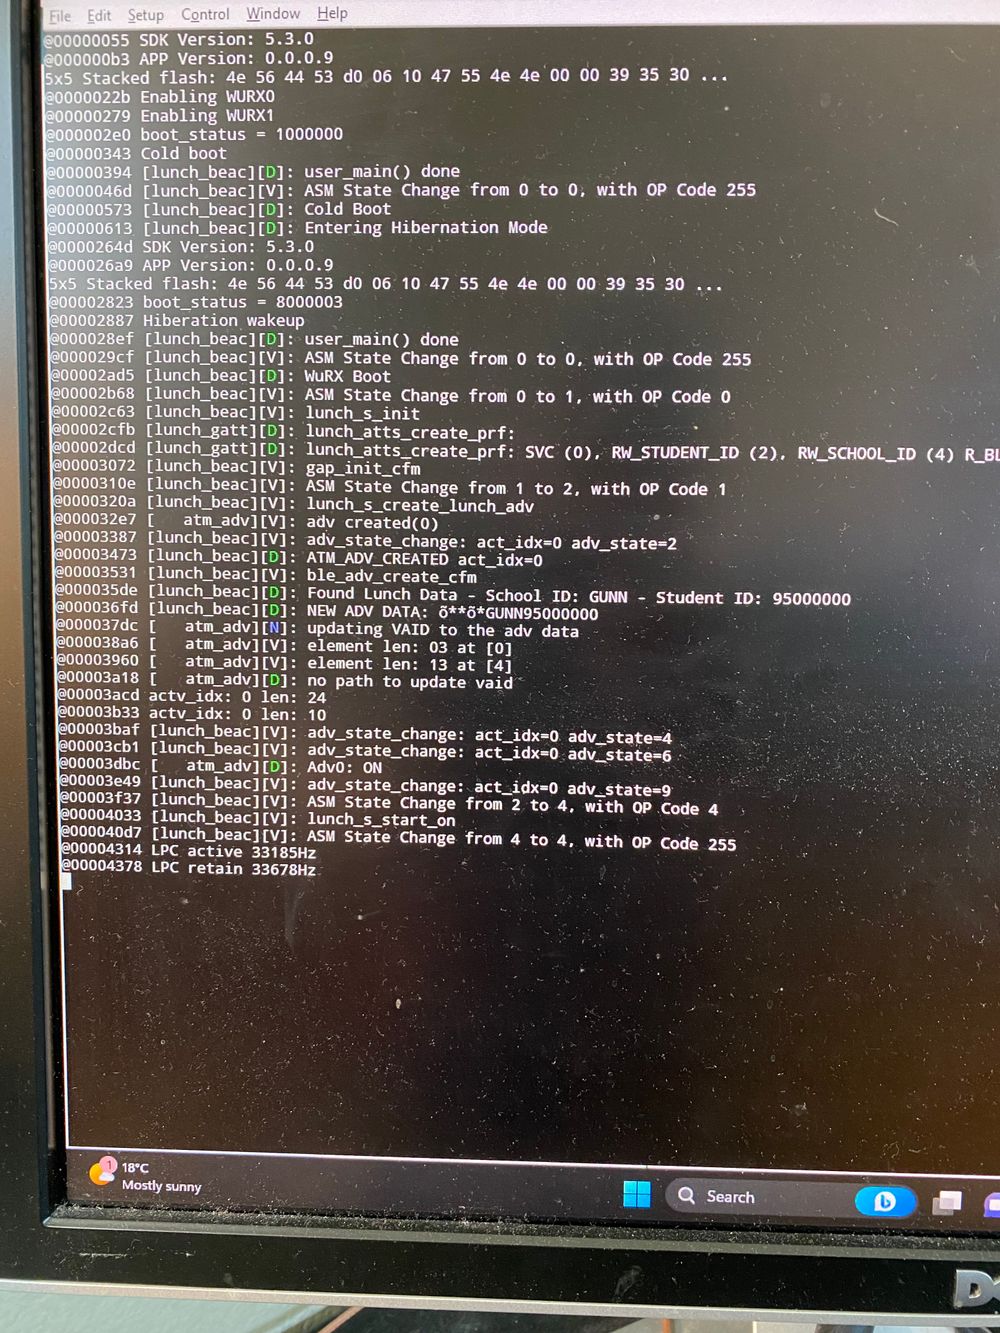 File Edit Setup Control Window Help
@00000055 SDK Version: 5.3.0
@000000b3 APP Version: 0.0.0.9
5x5 Stacked flash: 4e 56 44 53 d0 06 10 47 55 4e 4e 00 00 39 35 30 ...
@0000022b Enabling WURX0
@00000279 Enabling WURX1
@000002e0 boot_status = 1000000
@00000343 Cold boot
@00000394 [lunch_beac][D]: user_main() done
@0000046d [lunch_beac][V]: ASM State Change from 0 to 0, with OP Code 255
@00000573 [lunch_beac][D]: Cold Boot
@00000613 [lunch_beac][D]: Entering Hibernation Mode
@0000264d SDK Version: 5.3.0
@000026a9 APP Version: 0.0.0.9
5x5 Stacked flash: 4e 56 44 53 d0 06 10 47 55 4e 4e 00 00 39 35 30 ...
@00002823 boot_status = 8000003
@00002887 Hiberation wakeup
@000028ef [lunch_beac][D]: user_main() done
@000029cf [lunch_beac][V]: ASM State Change from 0 to 0, with OP Code 255
@00002ad5 [lunch_beac][D]: WuRX Boot
@00002b68 [lunch_beac][V]: ASM State Change from 0 to 1, with OP Code 0
@00002c63 [lunch_beac][V]: lunch_s_init
@00002cfb [lunch_gatt][D]: lunch_atts_create_prf:
@00002dcd [lunch_gatt][D]: lunch_atts_create_prf: SVC (0), RW_STUDENT_ID (2), RW_SCHOOL_ID (4) R_BL
@00003072 [lunch_beac][V]: gap_init_cfm
@0000310e [lunch_beac][V]: ASM State Change from 1 to 2, with OP Code 1
@0000320a [lunch_beac][V]: lunch_s_create_lunch_adv
@000032e7 [   atm_adv][V]: adv created(0)
@00003387 [lunch_beac][V]: adv_state_change: act_idx=0 adv_state=2
@00003473 [lunch_beac][D]: ATM_ADV_CREATED act_idx=0
@00003531 [lunch_beac][V]: ble_adv_create_cfm
@000035de [lunch_beac][D]: Found Lunch Data - School ID: GUNN - Student ID: 95000000
@000036fd [lunch_beac][D]: NEW ADV DATA: õ**õ*GUNN95000000
@000037dc [   atm_adv][N]: updating VAID to the adv data
@000038a6 [   atm_adv][V]: element len: 03 at [0]
@00003960 [   atm_adv][V]: element len: 13 at [4]
@00003a18 [   atm_adv][D]: no path to update vaid
@00003acd actv_idx: 0 len: 24
@00003b33 actv_idx: 0 len: 10
@00003baf [lunch_beac][V]: adv_state_change: act_idx=0 adv_state=4
@00003cb1 [lunch_beac][V]: adv_state_change: act_idx=0 adv_state=6
@00003dbc [   atm_adv][D]: Adv0: ON
@00003e49 [lunch_beac][V]: adv_state_change: act_idx=0 adv_state=9
@00003f37 [lunch_beac][V]: ASM State Change from 2 to 4, with OP Code 4
@00004033 [lunch_beac][V]: lunch_s_start_on
@000040d7 [lunch_beac][V]: ASM State Change from 4 to 4, with OP Code 255
@00004314 LPC active 33185Hz
@00004378 LPC retain 33678Hz
1
18°C
Mostly sunny
Search